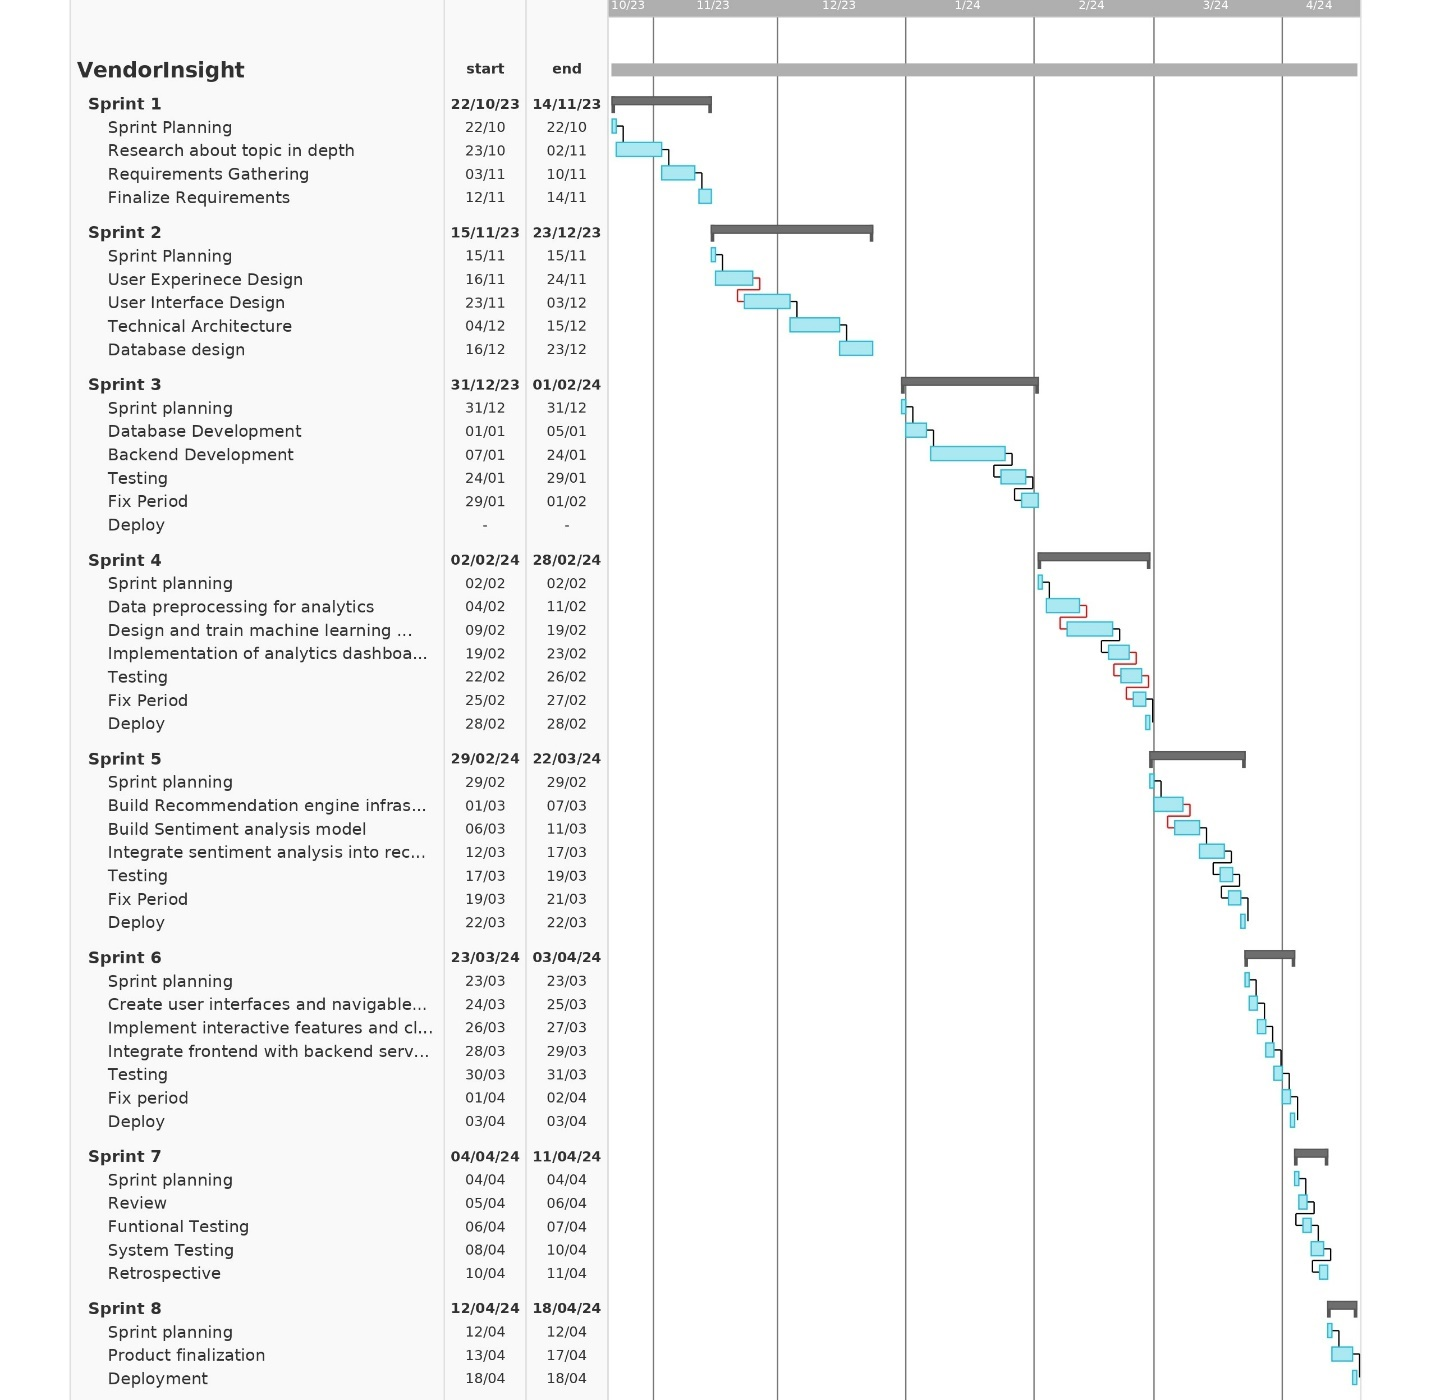 10/23 11/23 12/23 1/24 2/24 3/24 4/24
VendorInsight start end
Sprint 1 22/10/23 14/11/23
Sprint Planning 22/10 22/10
Research about topic in depth 23/10 02/11
Requirements Gathering 03/11 10/11
Finalize Requirements 12/11 14/11
Sprint 2 15/11/23 23/12/23
Sprint Planning 15/11 15/11
User Experinece Design 16/11 24/11
User Interface Design 23/11 03/12
Technical Architecture 04/12 15/12
Database design 16/12 23/12
Sprint 3 31/12/23 01/02/24
Sprint planning 31/12 31/12
Database Development 01/01 05/01
Backend Development 07/01 24/01
Testing 24/01 29/01
Fix Period 29/01 01/02
Deploy - -
Sprint 4 02/02/24 28/02/24
Sprint planning 02/02 02/02
Data preprocessing for analytics 04/02 11/02
Design and train machine learning ... 09/02 19/02
Implementation of analytics dashboa... 19/02 23/02
Testing 22/02 26/02
Fix Period 25/02 27/02
Deploy 28/02 28/02
Sprint 5 29/02/24 22/03/24
Sprint planning 29/02 29/02
Build Recommendation engine infras... 01/03 07/03
Build Sentiment analysis model 06/03 11/03
Integrate sentiment analysis into rec... 12/03 17/03
Testing 17/03 19/03
Fix Period 19/03 21/03
Deploy 22/03 22/03
Sprint 6 23/03/24 03/04/24
Sprint planning 23/03 23/03
Create user interfaces and navigable... 24/03 25/03
Implement interactive features and cl... 26/03 27/03
Integrate frontend with backend serv... 28/03 29/03
Testing 30/03 31/03
Fix period 01/04 02/04
Deploy 03/04 03/04
Sprint 7 04/04/24 11/04/24
Sprint planning 04/04 04/04
Review 05/04 06/04
Funtional Testing 06/04 07/04
System Testing 08/04 10/04
Retrospective 10/04 11/04
Sprint 8 12/04/24 18/04/24
Sprint planning 12/04 12/04
Product finalization 13/04 17/04
Deployment 18/04 18/04